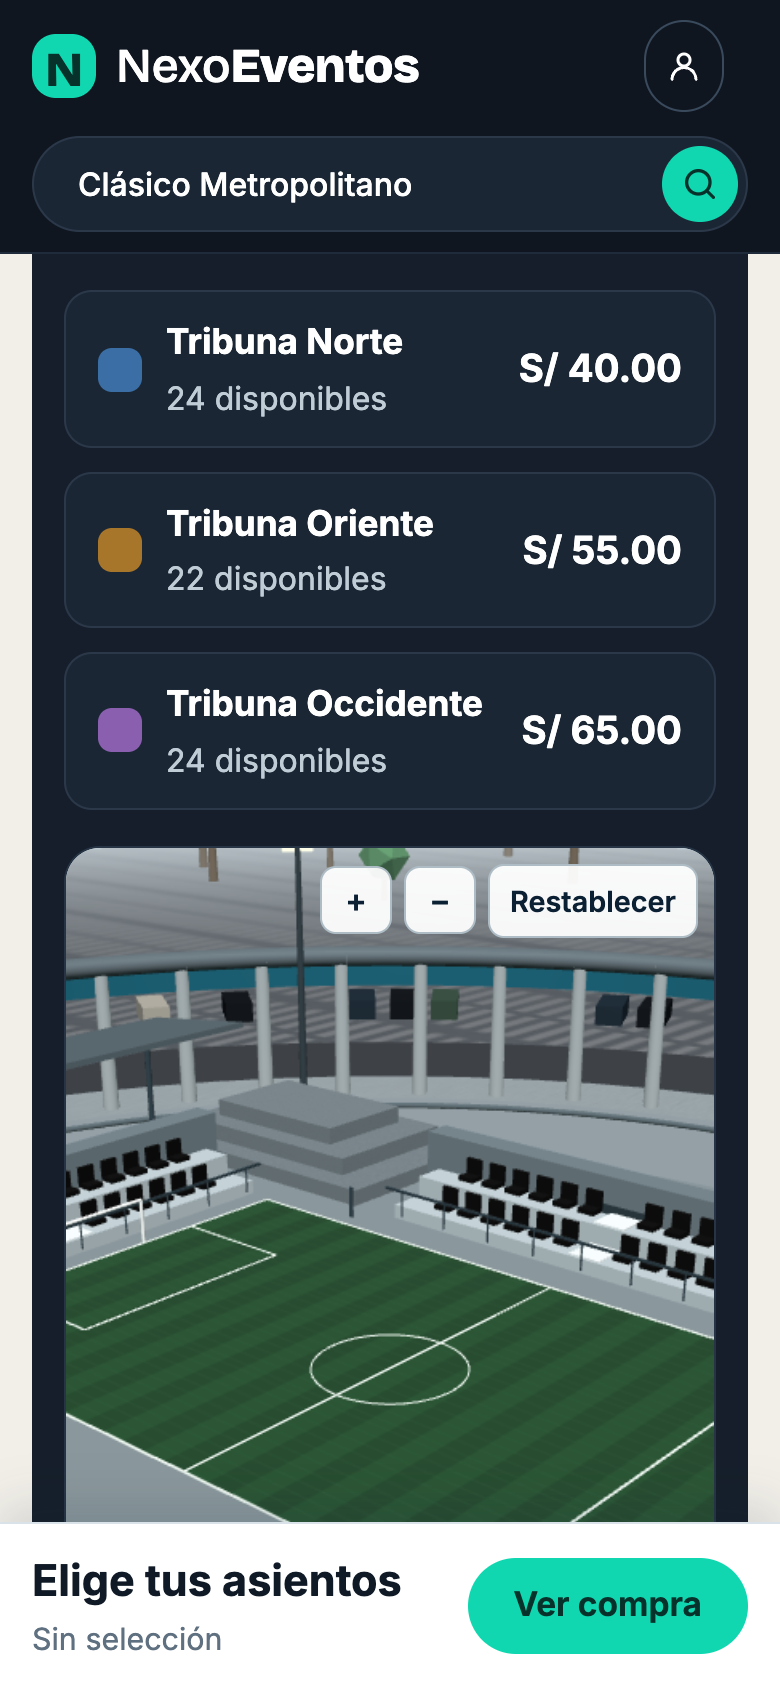 N NexoEventos
Clásico Metropolitano
Tribuna Norte
24 disponibles
S/ 40.00
Tribuna Oriente
22 disponibles
S/ 55.00
Tribuna Occidente
24 disponibles
S/ 65.00
+ − Restablecer
Elige tus asientos
Sin selección
Ver compra